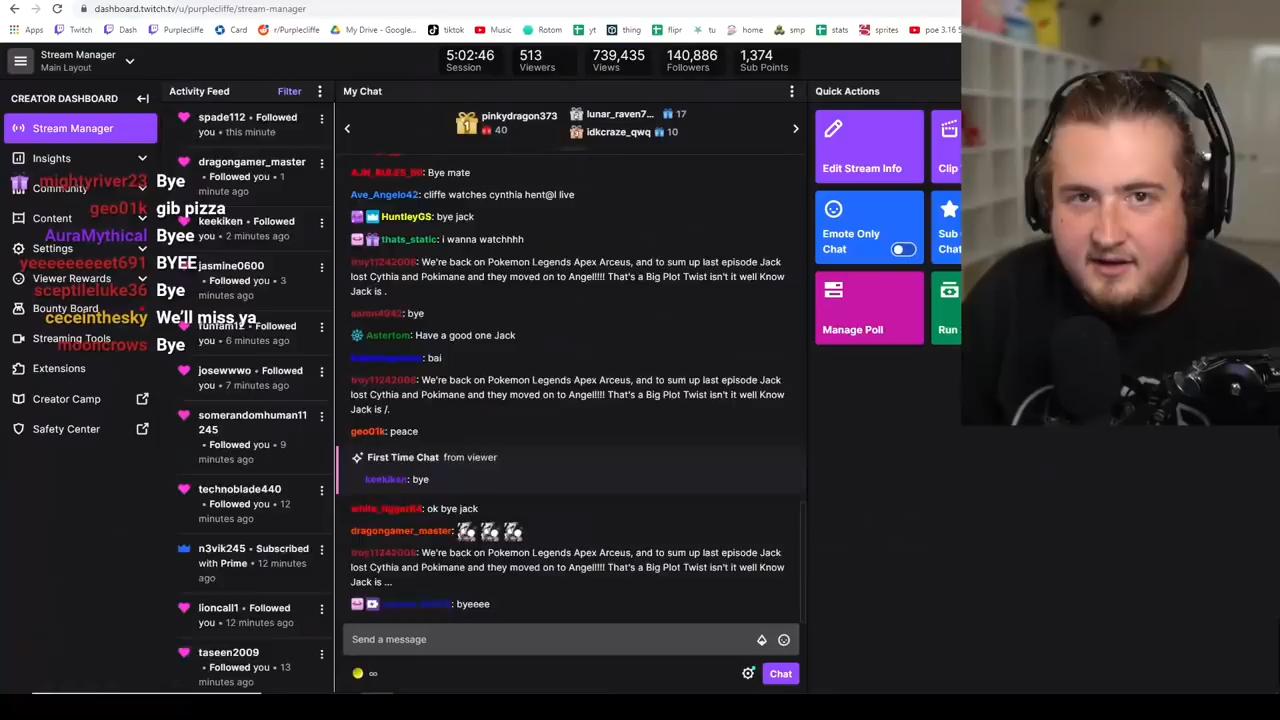 dashboard.twitch.tv/u/purplecliffe/stream-manager
Apps Twitch Dash Purplecliffe Card r/Purplecliffe My Drive - Google... tiktok Music Rotom yt thing flipr tu home smp stats sprites poe 3.16 S
Stream Manager
Main Layout
5:02:46
Session
513
Viewers
739,435
Views
140,886
Followers
1,374
Sub Points
CREATOR DASHBOARD
Stream Manager
Insights
Community
Content
Settings
Viewer Rewards
Bounty Board
Streaming Tools
Extensions
Creator Camp
Safety Center
mightyriver23 Bye
geo01k gib pizza
AuraMythical Byee
yeeeeeeeeet691 BYEE
sceptileluke36 Bye
ceceinthesky We'll miss ya
mooncrows Bye
Activity Feed
Filter
spade112 • Followed
you • this minute
dragongamer_master
• Followed you • 1
minute ago
keekiken • Followed
you • 2 minutes ago
jasmine0600
• Followed you • 3
minutes ago
• Followed
you • 6 minutes ago
josewwwo • Followed
you • 7 minutes ago
somerandomhuman11
245
• Followed you • 9
minutes ago
technoblade440
• Followed you • 12
minutes ago
n3vik245 • Subscribed
with Prime • 12 minutes
ago
lioncall1 • Followed
you • 12 minutes ago
taseen2009
• Followed you • 13
minutes ago
My Chat
pinkydragon373
40
lunar_raven7... 17
idkcraze_qwq 10
: Bye mate
Ave_Angelo42: cliffe watches cynthia hent@l live
HuntleyGS: bye jack
thats_static: i wanna watchhhh
troy11242008: We're back on Pokemon Legends Apex Arceus, and to sum up last episode Jack
lost Cythia and Pokimane and they moved on to Angel!!!! That's a Big Plot Twist isn't it well Know
Jack is .
aaron4942: bye
Astertom: Have a good one Jack
: bai
troy11242008: We're back on Pokemon Legends Apex Arceus, and to sum up last episode Jack
lost Cythia and Pokimane and they moved on to Angel!!!! That's a Big Plot Twist isn't it well Know
Jack is /.
geo01k: peace
First Time Chat from viewer
keekiken: bye
: ok bye jack
dragongamer_master:
troy11242008: We're back on Pokemon Legends Apex Arceus, and to sum up last episode Jack
lost Cythia and Pokimane and they moved on to Angel!!!! That's a Big Plot Twist isn't it well Know
Jack is ...
: byeeee
Send a message
Chat
Quick Actions
Edit Stream Info
Clip
Emote Only
Chat
Sub
Chat
Manage Poll
Run